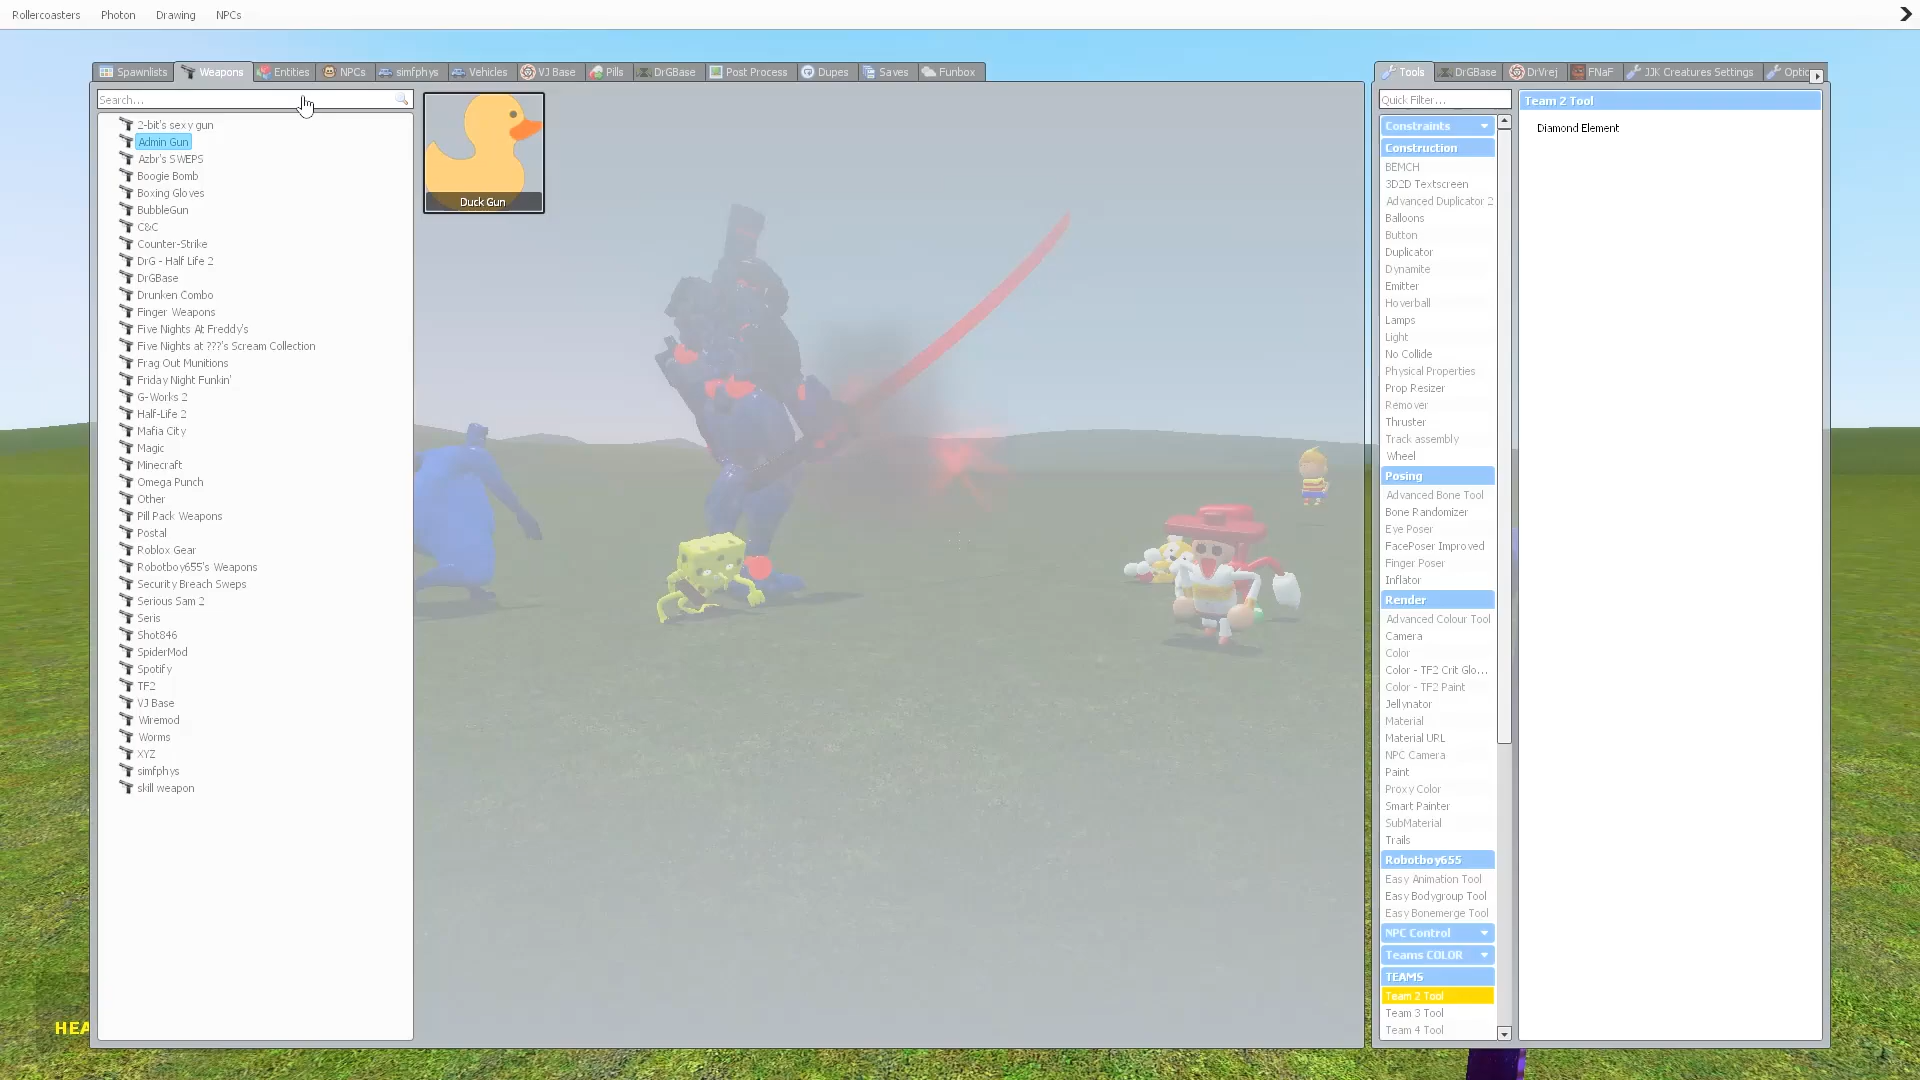 Rollercoasters Photon Drawing NPCs
Spawnlists Weapons Entities NPCs simfphys Vehicles VJ Base Pills DrGBase Post Process Dupes Saves Funbox
Search...
2-bit's sexy gun
Admin Gun
Azbr's SWEPS
Boogie Bomb
Boxing Gloves
BubbleGun
C&C
Counter-Strike
DrG - Half Life 2
DrGBase
Drunken Combo
Finger Weapons
Five Nights At Freddy's
Five Nights at ???'s Scream Collection
Frag Out Munitions
Friday Night Funkin'
G-Works 2
Half-Life 2
Mafia City
Magic
Minecraft
Omega Punch
Other
Pill Pack Weapons
Postal
Roblox Gear
Robotboy655's Weapons
Security Breach Sweps
Serious Sam 2
Seris
Shot846
SpiderMod
Spotify
TF2
VJ Base
Wiremod
Worms
XYZ
simfphys
skill weapon
Duck Gun
HEA
Tools DrGBase DrVrej FNaF JJK Creatures Settings Optio
Quick Filter...
Constraints
Construction
BEMCH
3D2D Textscreen
Advanced Duplicator 2
Balloons
Button
Duplicator
Dynamite
Emitter
Hoverball
Lamps
Light
No Collide
Physical Properties
Prop Resizer
Remover
Thruster
Track assembly
Wheel
Posing
Advanced Bone Tool
Bone Randomizer
Eye Poser
FacePoser Improved
Finger Poser
Inflator
Render
Advanced Colour Tool
Camera
Color
Color - TF2 Crit Glo...
Color - TF2 Paint
Jellynator
Material
Material URL
NPC Camera
Paint
Proxy Color
Smart Painter
SubMaterial
Trails
Robotboy655
Easy Animation Tool
Easy Bodygroup Tool
Easy Bonemerge Tool
NPC Control
Teams COLOR
TEAMS
Team 2 Tool
Team 3 Tool
Team 4 Tool
Team 2 Tool
Diamond Element